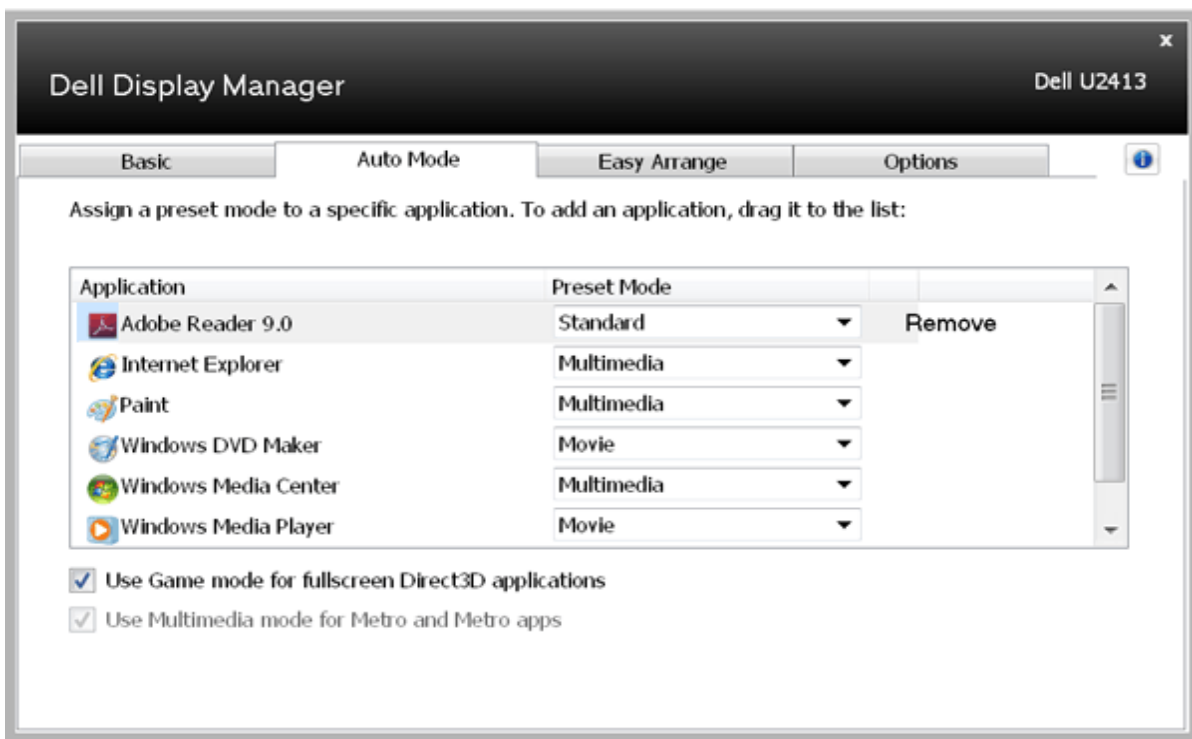 x
Dell Display Manager
Dell U2413
Basic Auto Mode Easy Arrange Options
Assign a preset mode to a specific application. To add an application, drag it to the list:
Application Preset Mode
Adobe Reader 9.0 Standard Remove
Internet Explorer Multimedia
Paint Multimedia
Windows DVD Maker Movie
Windows Media Center Multimedia
Windows Media Player Movie
Use Game mode for fullscreen Direct3D applications
Use Multimedia mode for Metro and Metro apps